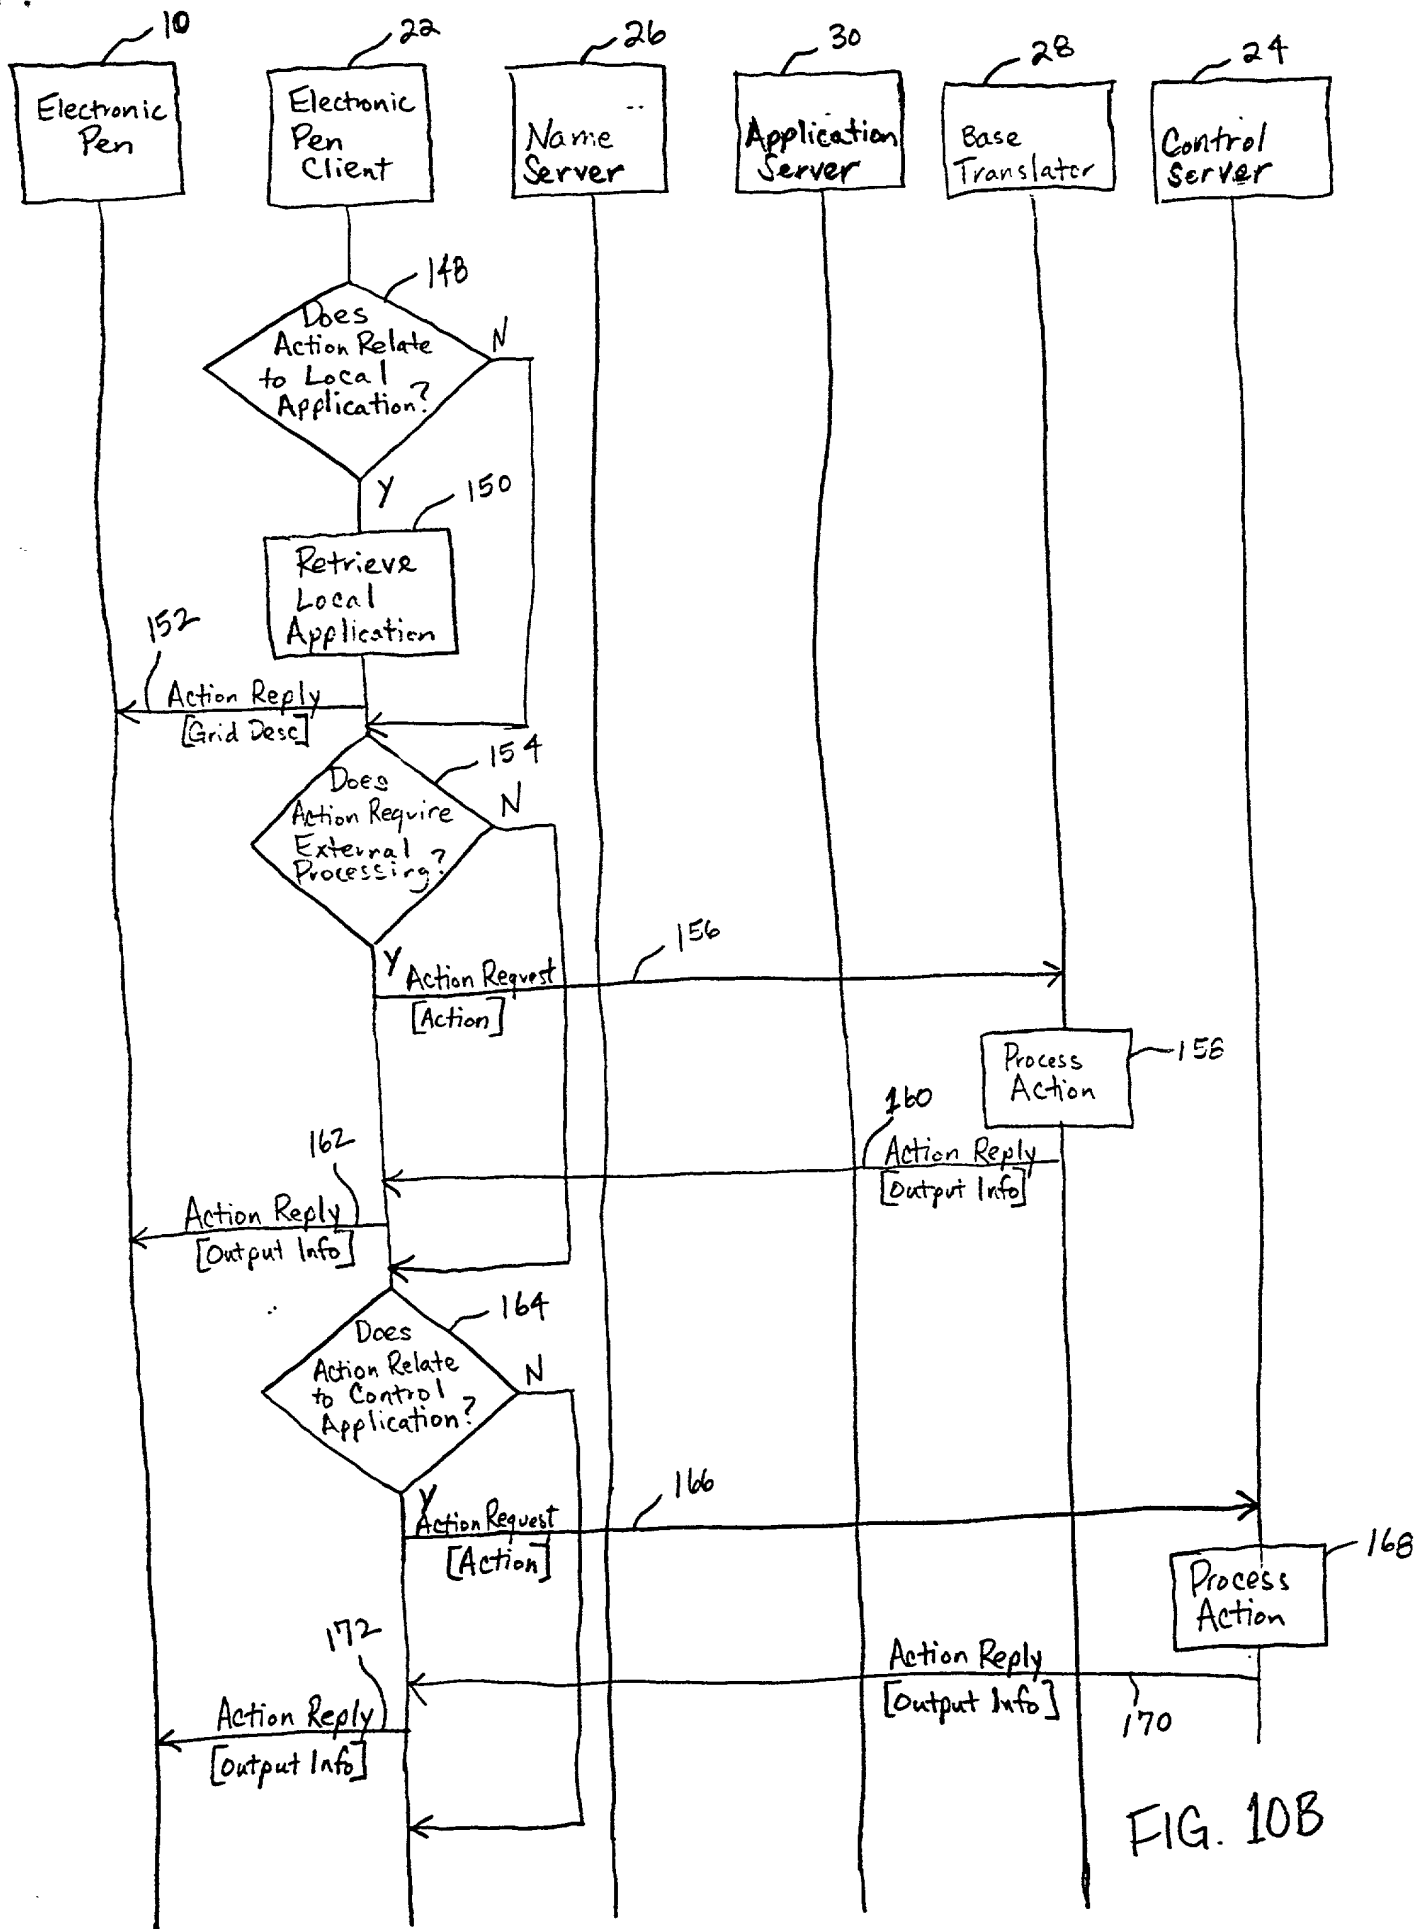 10
22
26
30
28
24
Electronic
Pen
Electronic
Pen
Client
Name
Server
Application
Server
Base
Translator
Control
Server
148
Does
Action Relate
to Local
Application?
N
Y
150
Retrieve
Local
Application
152
Action Reply
[Grid Desc]
154
Does
Action Require
External
Processing?
N
Y
Action Request
[Action]
156
Process
Action
158
160
Action Reply
[Output Info]
162
Action Reply
[Output Info]
164
Does
Action Relate
to Control
Application?
N
Y
Action Request
[Action]
166
Process
Action
168
Action Reply
[Output Info]
170
172
Action Reply
[Output Info]
FIG. 10B